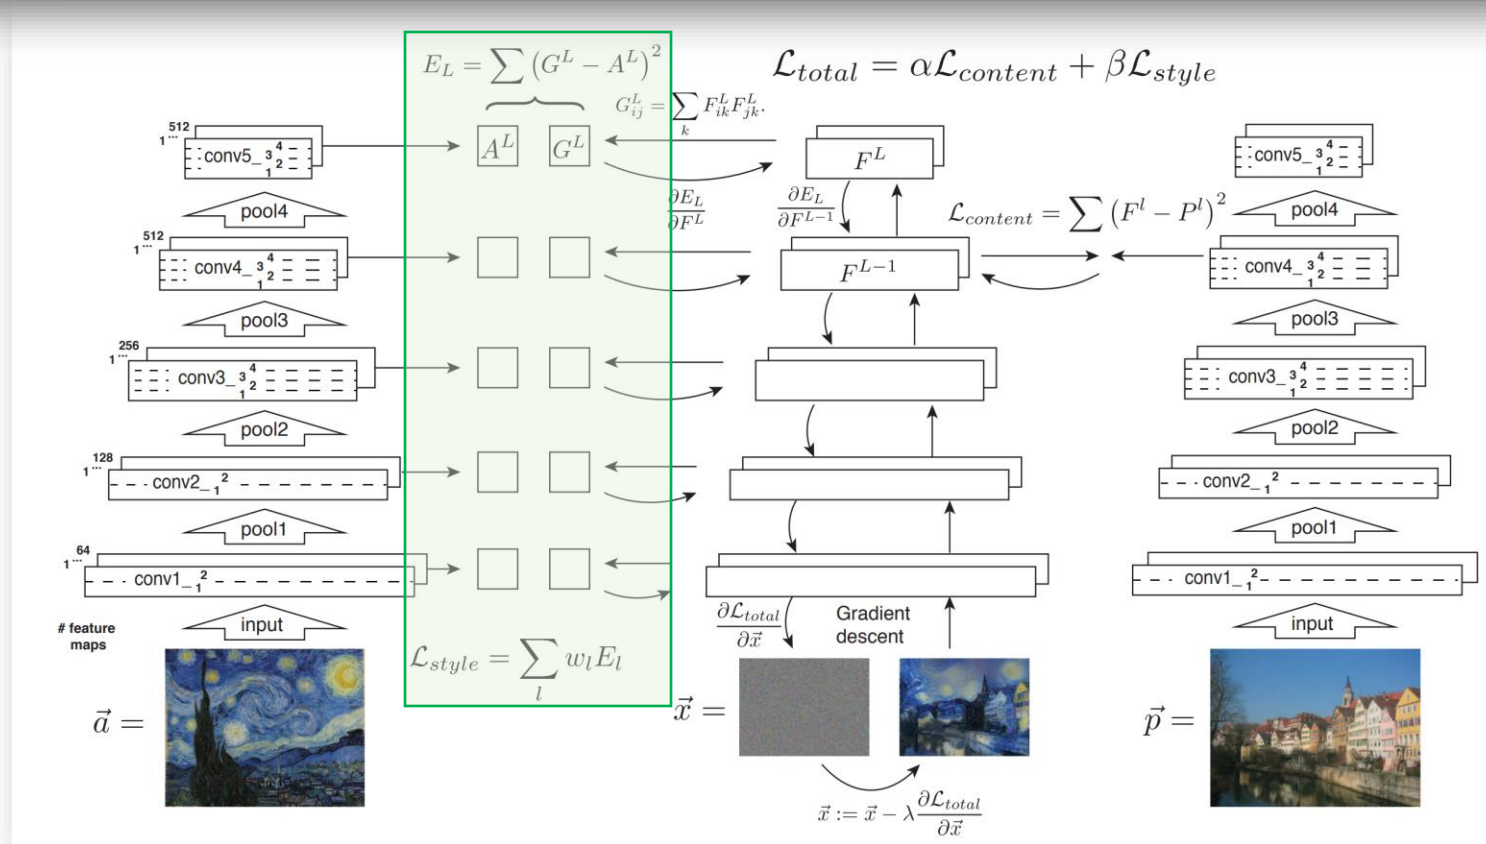 E_L = ∑ (G^L − A^L)^2
ℒ_total = αℒ_content + βℒ_style
G_ij^L = ∑_k F_ik^L F_jk^L.
512
1...
conv5_ 1 2 3 4
A^L
G^L
F^L
conv5_ 1 2 3 4
∂E_L/∂F^L
∂E_L/∂F^{L−1}
ℒ_content = ∑ (F^l − P^l)^2
pool4
pool4
512
1...
conv4_ 1 2 3 4
F^{L−1}
conv4_ 1 2 3 4
pool3
pool3
256
1...
conv3_ 1 2 3 4
conv3_ 1 2 3 4
pool2
pool2
128
1...
conv2_ 1 2
conv2_ 1 2
pool1
pool1
64
1...
conv1_ 1 2
conv1_ 1 2
# feature
maps
input
ℒ_style = ∑_l w_l E_l
∂ℒ_total/∂x⃗
Gradient
descent
input
a⃗ =
x⃗ =
p⃗ =
x⃗ := x⃗ − λ ∂ℒ_total/∂x⃗